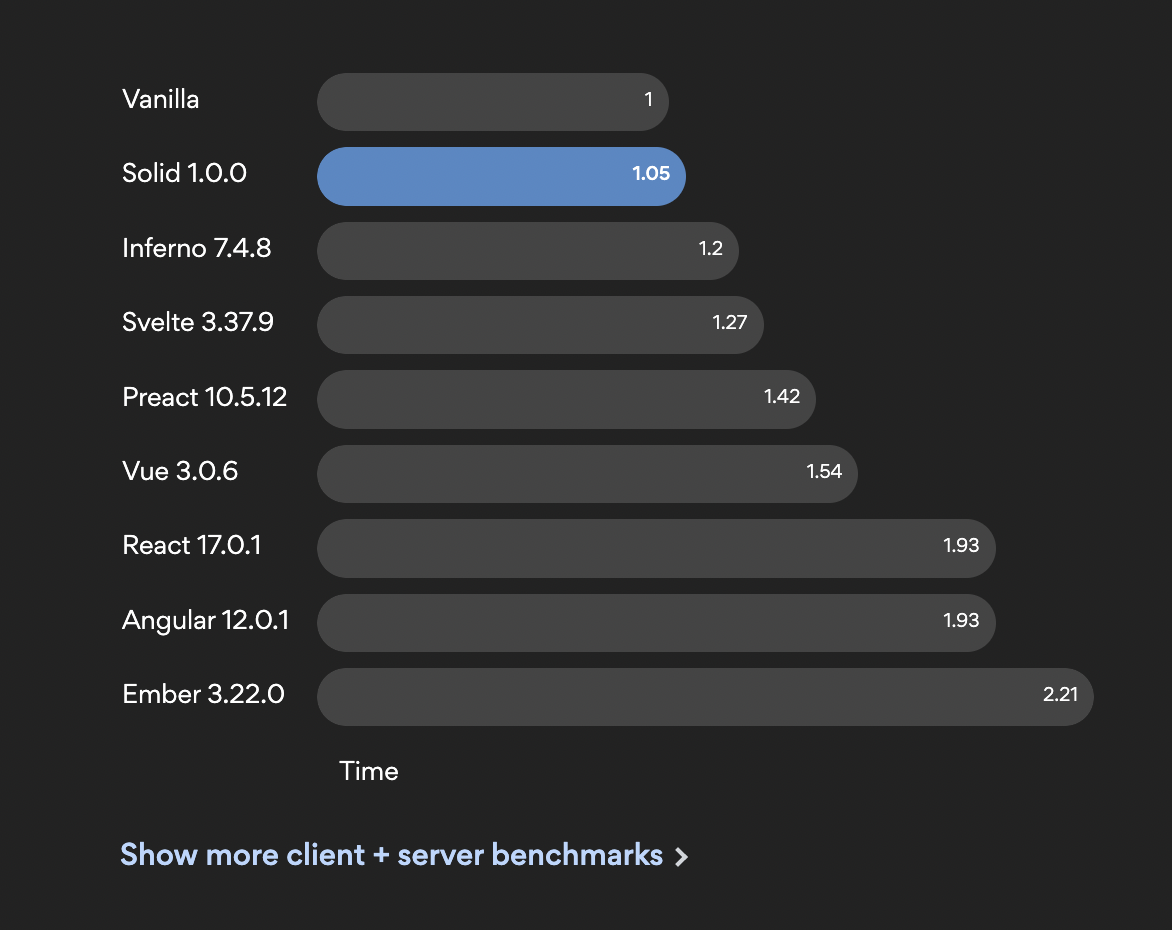 Vanilla 1
Solid 1.0.0 1.05
Inferno 7.4.8 1.2
Svelte 3.37.9 1.27
Preact 10.5.12 1.42
Vue 3.0.6 1.54
React 17.0.1 1.93
Angular 12.0.1 1.93
Ember 3.22.0 2.21
Time
Show more client + server benchmarks